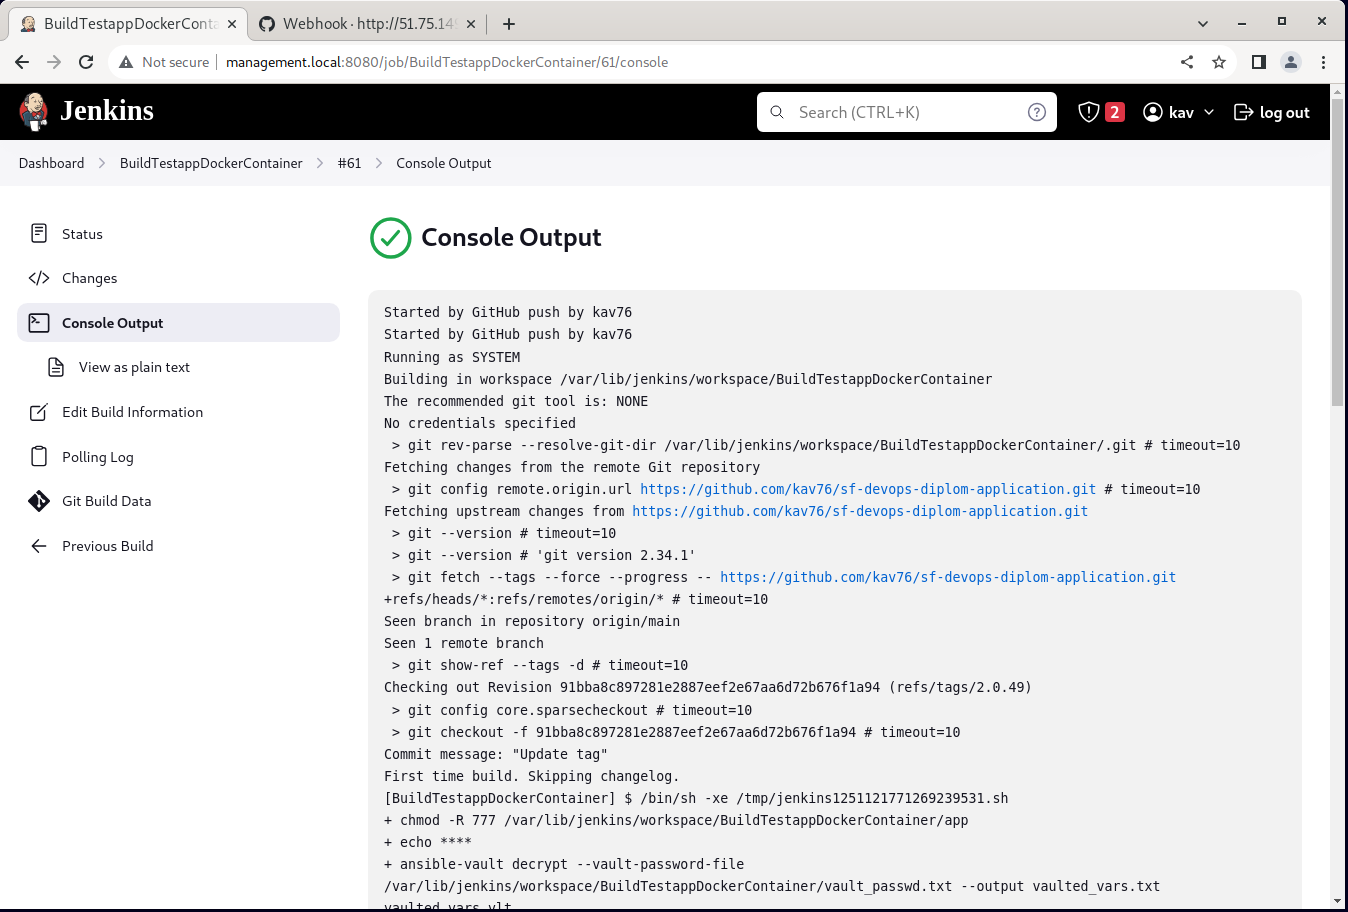 BuildTestappDockerConta
Webhook · http://51.75.149
Not secure
management.local:8080/job/BuildTestappDockerContainer/61/console
Jenkins
Search (CTRL+K)
2
kav
log out
Dashboard
BuildTestappDockerContainer
#61
Console Output
Status
Changes
Console Output
View as plain text
Edit Build Information
Polling Log
Git Build Data
Previous Build
Console Output
Started by GitHub push by kav76
Started by GitHub push by kav76
Running as SYSTEM
Building in workspace /var/lib/jenkins/workspace/BuildTestappDockerContainer
The recommended git tool is: NONE
No credentials specified
> git rev-parse --resolve-git-dir /var/lib/jenkins/workspace/BuildTestappDockerContainer/.git # timeout=10
Fetching changes from the remote Git repository
> git config remote.origin.url https://github.com/kav76/sf-devops-diplom-application.git # timeout=10
Fetching upstream changes from https://github.com/kav76/sf-devops-diplom-application.git
> git --version # timeout=10
> git --version # 'git version 2.34.1'
> git fetch --tags --force --progress -- https://github.com/kav76/sf-devops-diplom-application.git
+refs/heads/*:refs/remotes/origin/* # timeout=10
Seen branch in repository origin/main
Seen 1 remote branch
> git show-ref --tags -d # timeout=10
Checking out Revision 91bba8c897281e2887eef2e67aa6d72b676f1a94 (refs/tags/2.0.49)
> git config core.sparsecheckout # timeout=10
> git checkout -f 91bba8c897281e2887eef2e67aa6d72b676f1a94 # timeout=10
Commit message: "Update tag"
First time build. Skipping changelog.
[BuildTestappDockerContainer] $ /bin/sh -xe /tmp/jenkins1251121771269239531.sh
+ chmod -R 777 /var/lib/jenkins/workspace/BuildTestappDockerContainer/app
+ echo ****
+ ansible-vault decrypt --vault-password-file
/var/lib/jenkins/workspace/BuildTestappDockerContainer/vault_passwd.txt --output vaulted_vars.txt
vaulted_vars.vlt